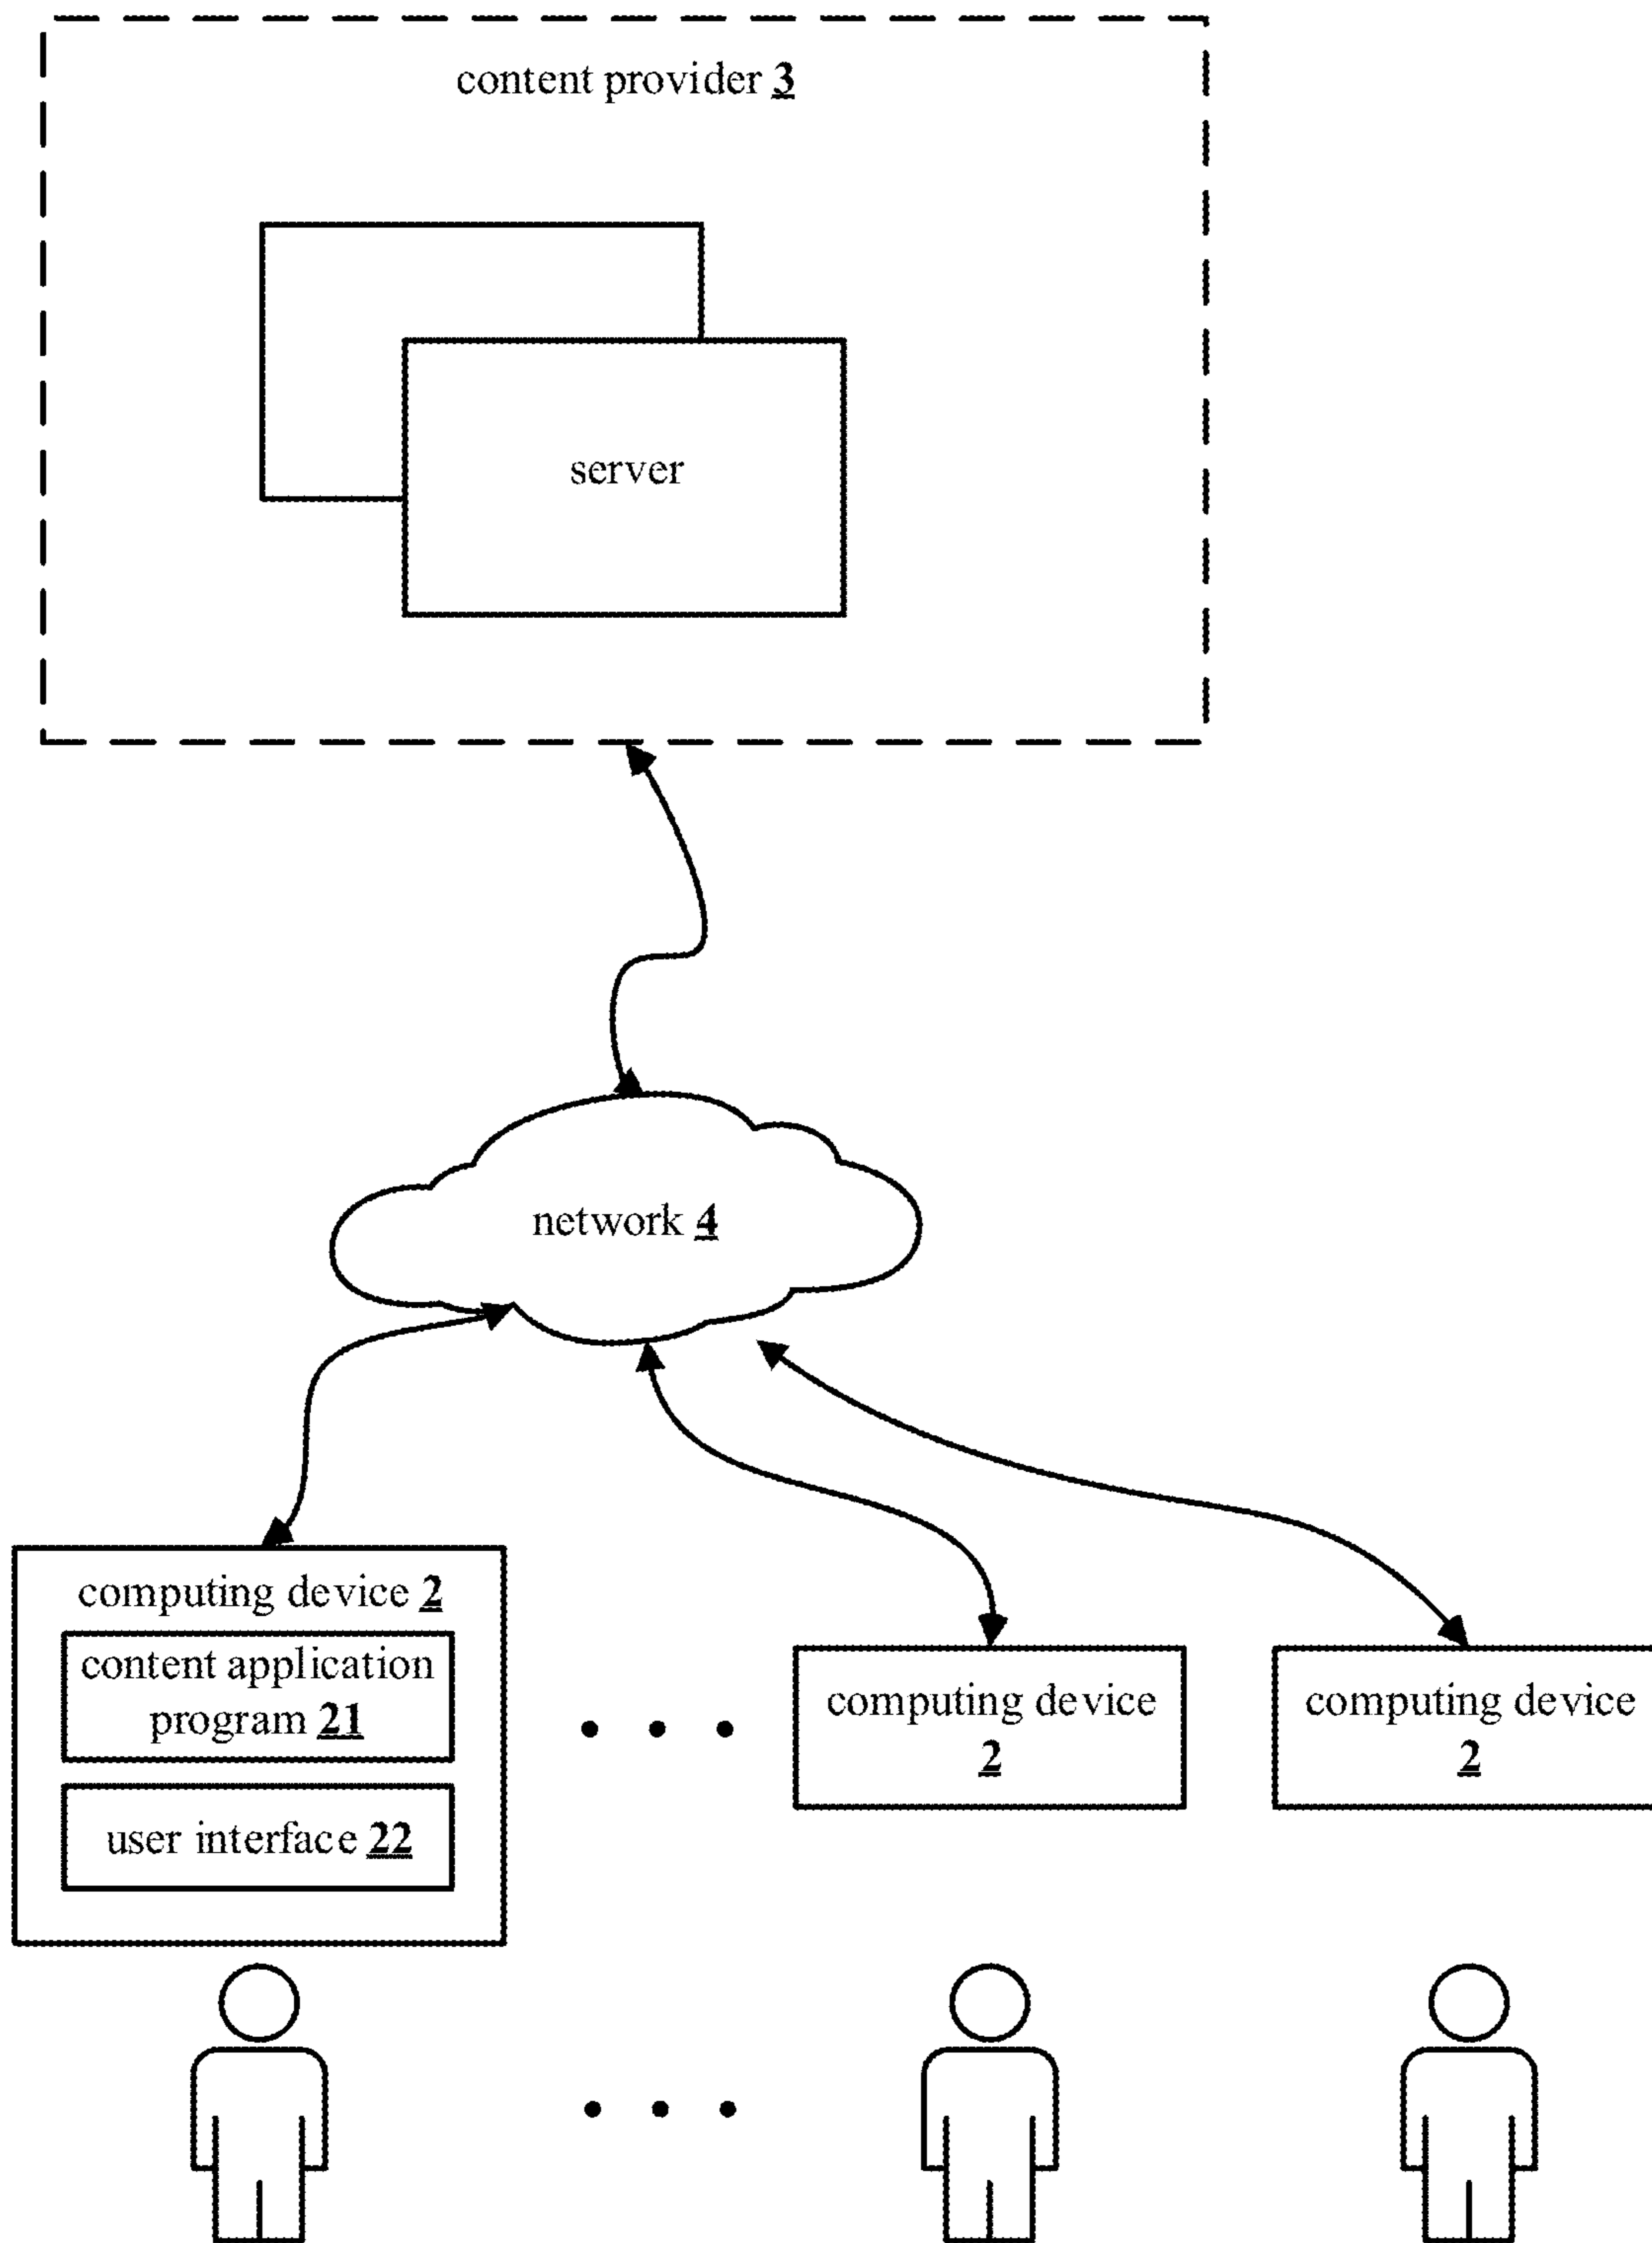 content provider 3
server
network 4
computing device 2
content application
program 21
user interface 22
computing device
2
computing device
2